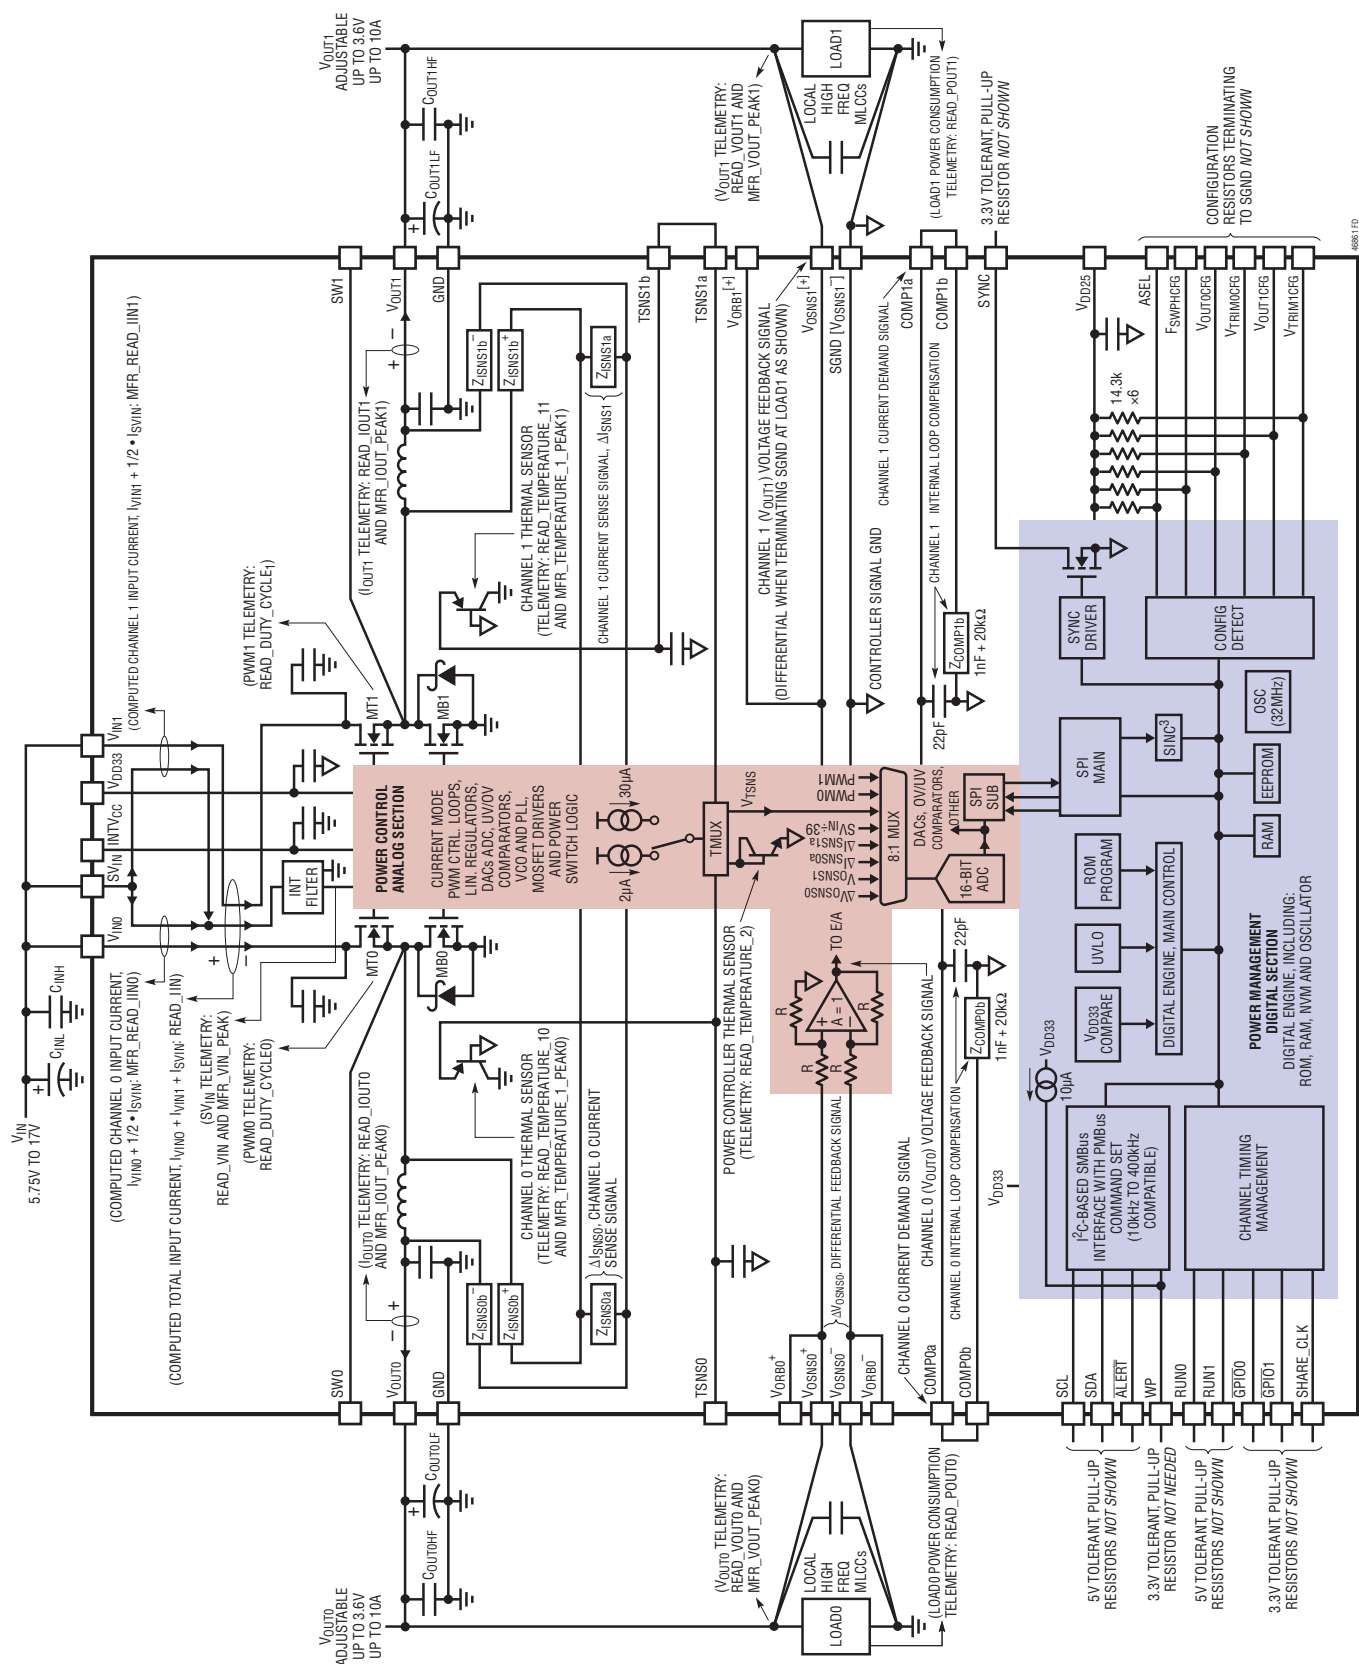 VIN
5.75V TO 17V
+
CINL
CINH
VIN0
SVIN
INTVCC
VDD33
VIN1
(COMPUTED CHANNEL 0 INPUT CURRENT,
IVIN0 + 1/2 • ISVIN: MFR_READ_IIN0)
(COMPUTED TOTAL INPUT CURRENT, IVIN0 + IVIN1 + ISVIN: READ_IIN)
(SVIN TELEMETRY:
READ_VIN AND MFR_VIN_PEAK)
(PWM0 TELEMETRY:
READ_DUTY_CYCLE0)
+
−
INT
FILTER
(COMPUTED CHANNEL 1 INPUT CURRENT, IVIN1 + 1/2 • ISVIN: MFR_READ_IIN1)
(PWM1 TELEMETRY:
READ_DUTY_CYCLE1)
MT0
MB0
MT1
MB1
POWER CONTROL
ANALOG SECTION
CURRENT MODE
PWM CTRL. LOOPS,
LIN. REGULATORS,
DACs ADC, UV/OV
COMPARATORS,
VCO AND PLL,
MOSFET DRIVERS
AND POWER
SWITCH LOGIC
2µA
30µA
TMUX
VTSNS
VOUT0
ADJUSTABLE
UP TO 3.6V
UP TO 10A
COUT0HF
+
COUT0LF
SW0
VOUT0
GND
−
+
(IOUT0 TELEMETRY: READ_IOUT0
AND MFR_IOUT_PEAK0)
ZISNS0b−
ZISNS0b+
CHANNEL 0 THERMAL SENSOR
(TELEMETRY: READ_TEMPERATURE_10
AND MFR_TEMPERATURE_1_PEAK0)
ZISNS0a
ΔISNS0, CHANNEL 0 CURRENT
SENSE SIGNAL
(IOUT1 TELEMETRY: READ_IOUT1
AND MFR_IOUT_PEAK1)
+
−
ZISNS1b−
ZISNS1b+
CHANNEL 1 THERMAL SENSOR
(TELEMETRY: READ_TEMPERATURE_11
AND MFR_TEMPERATURE_1_PEAK1)
ZISNS1a
CHANNEL 1 CURRENT SENSE SIGNAL, ΔISNS1
SW1
VOUT1
GND
VOUT1
ADJUSTABLE
UP TO 3.6V
UP TO 10A
+
COUT1LF
COUT1HF
TSNS0
TSNS1b
TSNS1a
POWER CONTROLLER THERMAL SENSOR
(TELEMETRY: READ_TEMPERATURE_2)
(VOUT0 TELEMETRY:
READ_VOUT0 AND
MFR_VOUT_PEAK0)
LOCAL
HIGH
FREQ
MLCCs
LOAD0
(LOAD0 POWER CONSUMPTION
TELEMETRY: READ_POUT0)
VORB0+
VOSNS0+
VOSNS0−
VORB0−
ΔVOSNS0, DIFFERENTIAL FEEDBACK SIGNAL
R
R
R
R
+
−
A = 1
TO E/A
ΔVOSNS0
VOSNS1
ΔISNS0a
ΔISNS1a
SVIN÷39
PWM0
PWM1
8:1 MUX
16-BIT
ADC
DACs, OV/UV
COMPARATORS,
OTHER
SPI
SUB
VORB1[+]
VOSNS1[+]
SGND [VOSNS1−]
CHANNEL 1 (VOUT1) VOLTAGE FEEDBACK SIGNAL
(DIFFERENTIAL WHEN TERMINATING SGND AT LOAD1 AS SHOWN)
CONTROLLER SIGNAL GND
(VOUT1 TELEMETRY:
READ_VOUT1 AND
MFR_VOUT_PEAK1)
LOCAL
HIGH
FREQ
MLCCs
LOAD1
(LOAD1 POWER CONSUMPTION
TELEMETRY: READ_POUT1)
CHANNEL 0 (VOUT0) VOLTAGE FEEDBACK SIGNAL
CHANNEL 0 CURRENT DEMAND SIGNAL
COMP0a
COMP0b
CHANNEL 0 INTERNAL LOOP COMPENSATION
22pF
ZCOMP0b
1nF + 20kΩ
CHANNEL 1 CURRENT DEMAND SIGNAL
COMP1a
COMP1b
CHANNEL 1   INTERNAL LOOP COMPENSATION
22pF
ZCOMP1b
1nF + 20kΩ
SYNC
3.3V TOLERANT, PULL-UP
RESISTOR NOT SHOWN
VDD33
VDD33
10µA
I2C-BASED SMBus
INTERFACE WITH PMBus
COMMAND SET
(10kHz TO 400kHz
COMPATIBLE)
CHANNEL TIMING
MANAGEMENT
VDD33
COMPARE
UVLO
ROM
PROGRAM
DIGITAL ENGINE, MAIN CONTROL
SPI
MAIN
SINC3
SYNC
DRIVER
CONFIG
DETECT
OSC
(32MHz)
EEPROM
RAM
POWER MANAGEMENT
DIGITAL SECTION
DIGITAL ENGINE, INCLUDING:
ROM, RAM, NVM AND OSCILLATOR
SCL
SDA
ALERT
WP
RUN0
RUN1
GPIO0
GPIO1
SHARE_CLK
5V TOLERANT, PULL-UP
RESISTORS NOT SHOWN
3.3V TOLERANT, PULL-UP
RESISTOR NOT NEEDED
5V TOLERANT, PULL-UP
RESISTORS NOT SHOWN
3.3V TOLERANT, PULL-UP
RESISTORS NOT SHOWN
14.3k
×6
VDD25
ASEL
FSWPHCFG
VOUT0CFG
VTRIM0CFG
VOUT1CFG
VTRIM1CFG
CONFIGURATION
RESISTORS TERMINATING
TO SGND NOT SHOWN
46861 FD